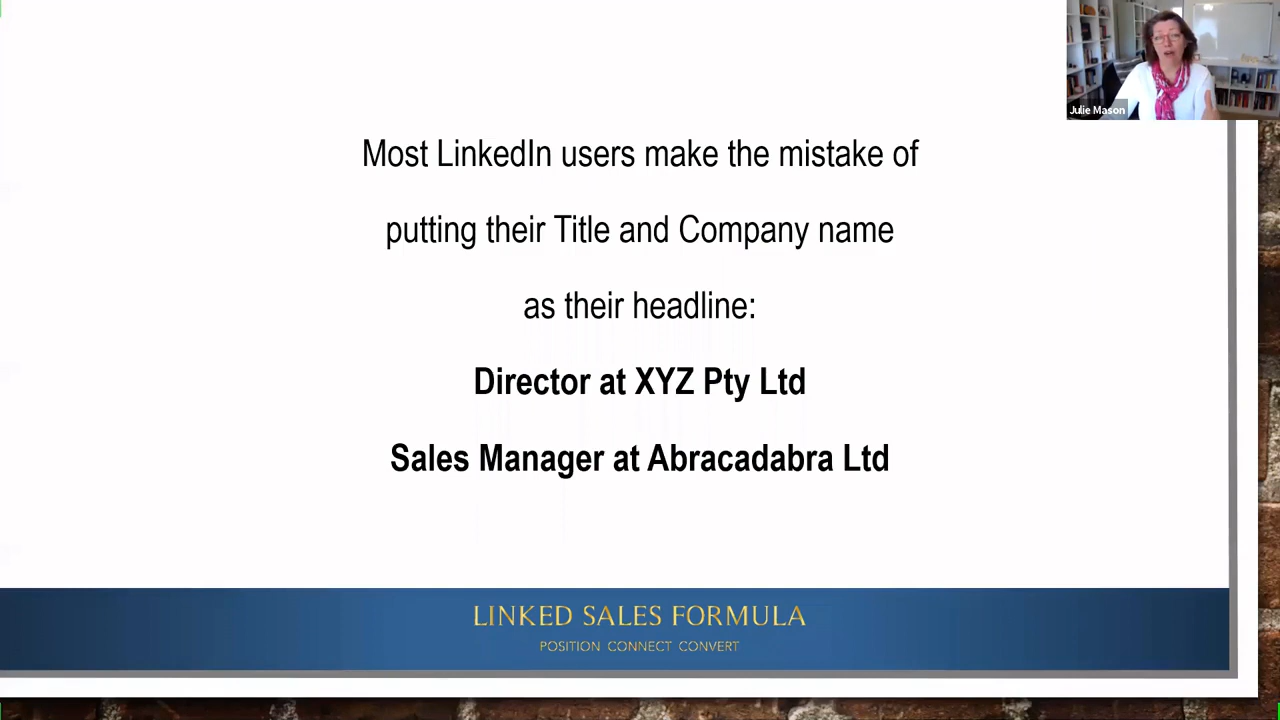 Julie Mason
Most LinkedIn users make the mistake of
putting their Title and Company name
as their headline:
Director at XYZ Pty Ltd
Sales Manager at Abracadabra Ltd
LINKED SALES FORMULA
POSITION CONNECT CONVERT